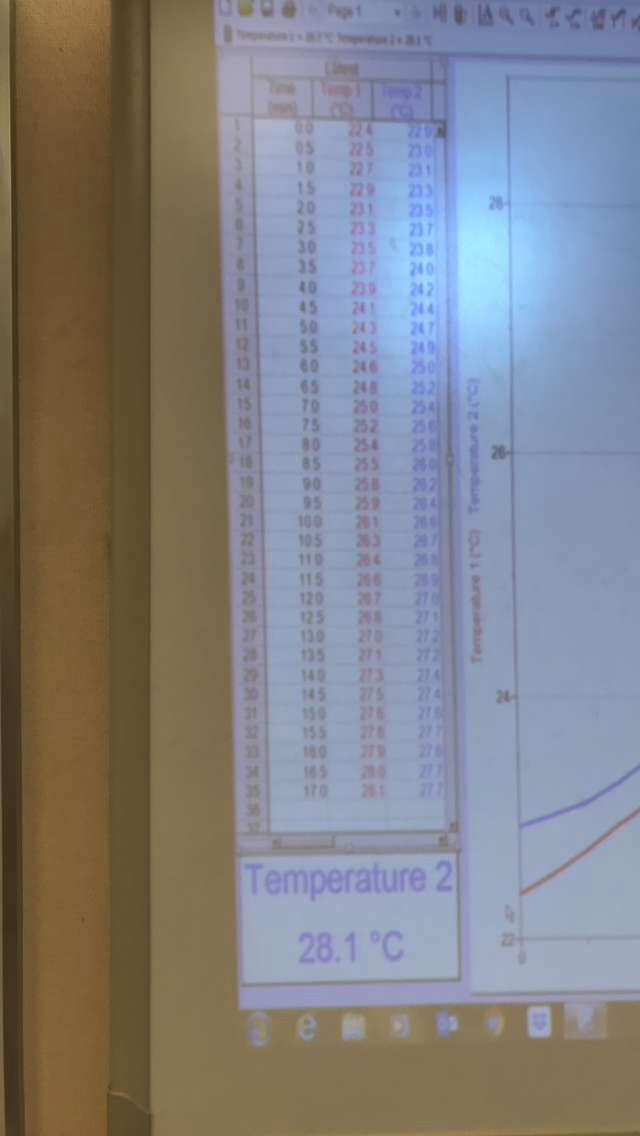 Page 1
Latest
Time Temp 1 Temp 2
(min) (°C) (°C)
1 0.0 22.4 22.9
2 0.5 22.5 23.0
3 1.0 22.7 23.1
4 1.5 22.9 23.3
5 2.0 23.1 23.5
6 2.5 23.3 23.7
7 3.0 23.5 23.8
8 3.5 23.7 24.0
9 4.0 23.9 24.2
10 4.5 24.1 24.4
11 5.0 24.3 24.7
12 5.5 24.5 24.9
13 6.0 24.6 25.0
14 6.5 24.8 25.2
15 7.0 25.0 25.4
16 7.5 25.2 25.6
17 8.0 25.4 25.8
18 8.5 25.5 26.0
19 9.0 25.8 26.2
20 9.5 25.9 26.4
21 10.0 26.1 26.6
22 10.5 26.3 26.7
23 11.0 26.4 26.8
24 11.5 26.6 26.9
25 12.0 26.7 27.0
26 12.5 26.8 27.1
27 13.0 27.0 27.2
28 13.5 27.1 27.2
29 14.0 27.3 27.4
30 14.5 27.5 27.4
31 15.0 27.6 27.6
32 15.5 27.8 27.7
33 16.0 27.9 27.8
34 16.5 28.0 27.7
35 17.0 28.1 27.7
36
37
Temperature 2
28.1 °C
Temperature 1 (°C) Temperature 2 (°C)
28
26
24
22
0